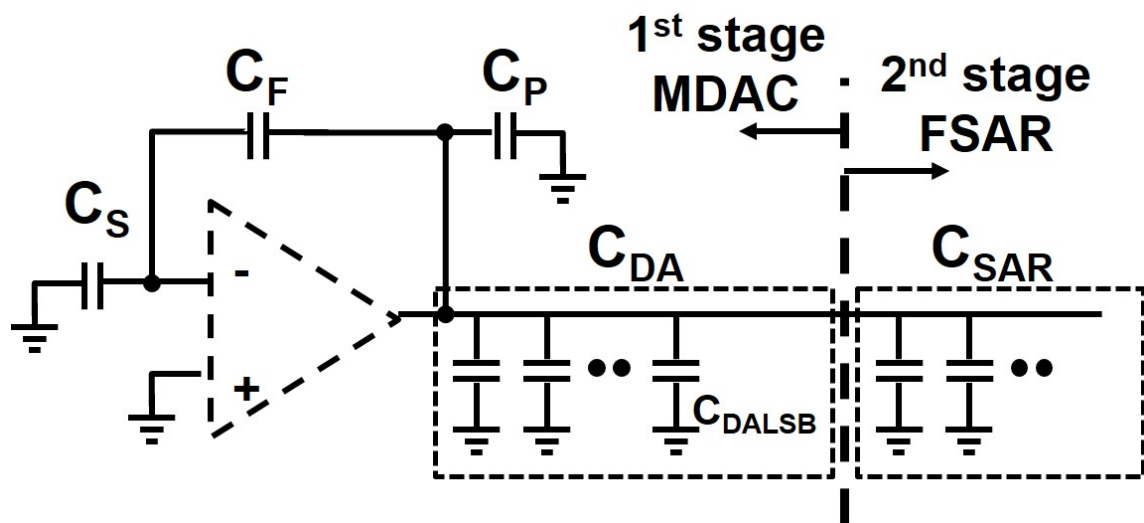 1st stage
MDAC
2nd stage
FSAR
CF
CP
CS
CDA
CSAR
-
+
CDALSB